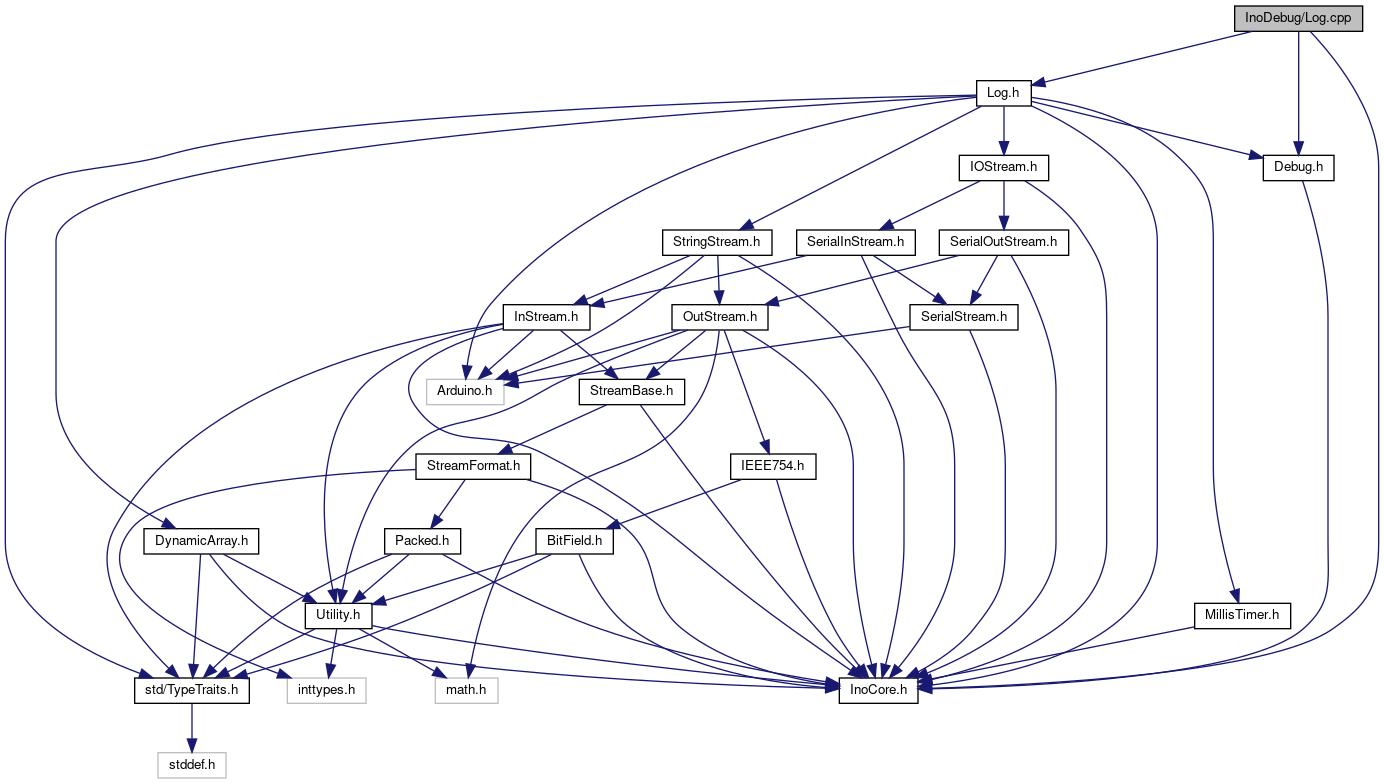 InoDebug/Log.cpp
Log.h
IOStream.h
Debug.h
StringStream.h
SerialInStream.h
SerialOutStream.h
InStream.h
OutStream.h
SerialStream.h
Arduino.h
StreamBase.h
StreamFormat.h
IEEE754.h
DynamicArray.h
Packed.h
BitField.h
Utility.h
MillisTimer.h
std/TypeTraits.h
inttypes.h
math.h
InoCore.h
stddef.h